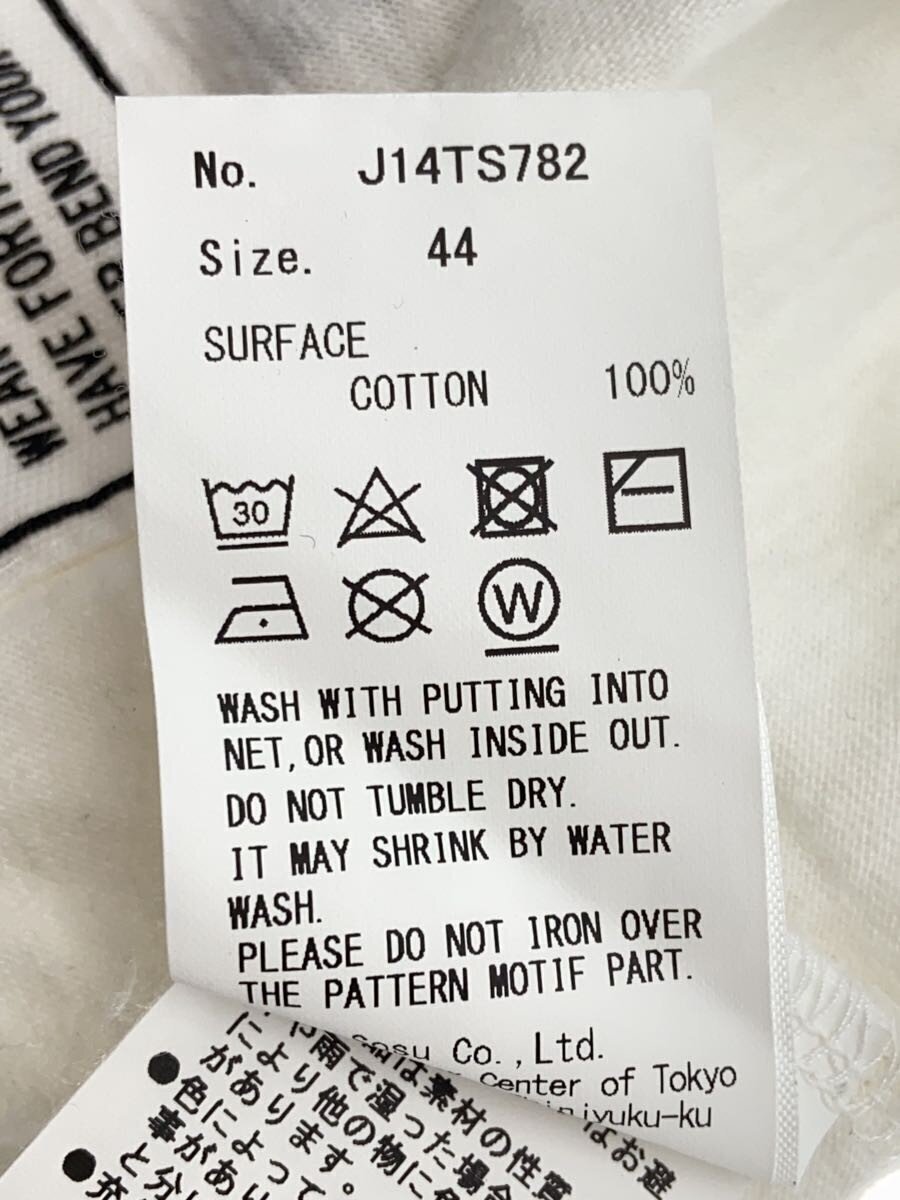 No. J14TS782
Size. 44
SURFACE
COTTON 100%
30
W
WASH WITH PUTTING INTO
NET, OR WASH INSIDE OUT.
DO NOT TUMBLE DRY.
IT MAY SHRINK BY WATER
WASH.
PLEASE DO NOT IRON OVER
THE PATTERN MOTIF PART.
Co.,Ltd.
Center of Tokyo
WEAR
HAVE
BEND YOUR
は素材の性質
雨で湿った場合
により他の物に
があります。
●色によって
事があり
と分
●
はお避